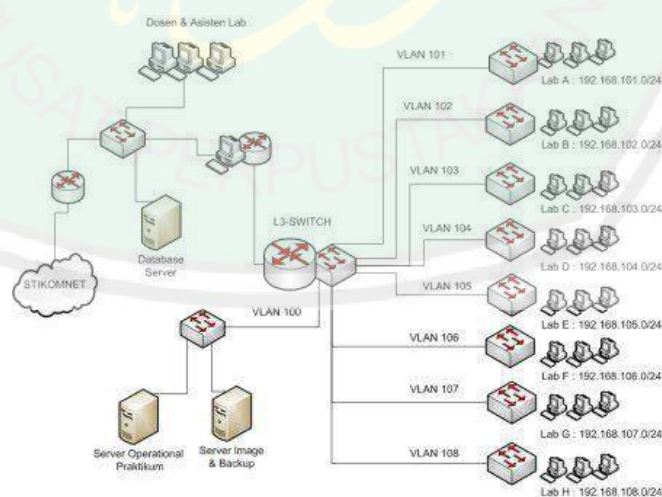 Dosen & Asisten Lab
STIKOMNET
Database
Server
L3-SWITCH
VLAN 100
Server Operational
Praktikum
Server Image
& Backup
VLAN 101
Lab A : 192.168.101.0/24
VLAN 102
Lab B : 192.168.102.0/24
VLAN 103
Lab C : 192.168.103.0/24
VLAN 104
Lab D : 192.168.104.0/24
VLAN 105
Lab E : 192.168.105.0/24
VLAN 106
Lab F : 192.168.106.0/24
VLAN 107
Lab G : 192.168.107.0/24
VLAN 108
Lab H : 192.168.108.0/24